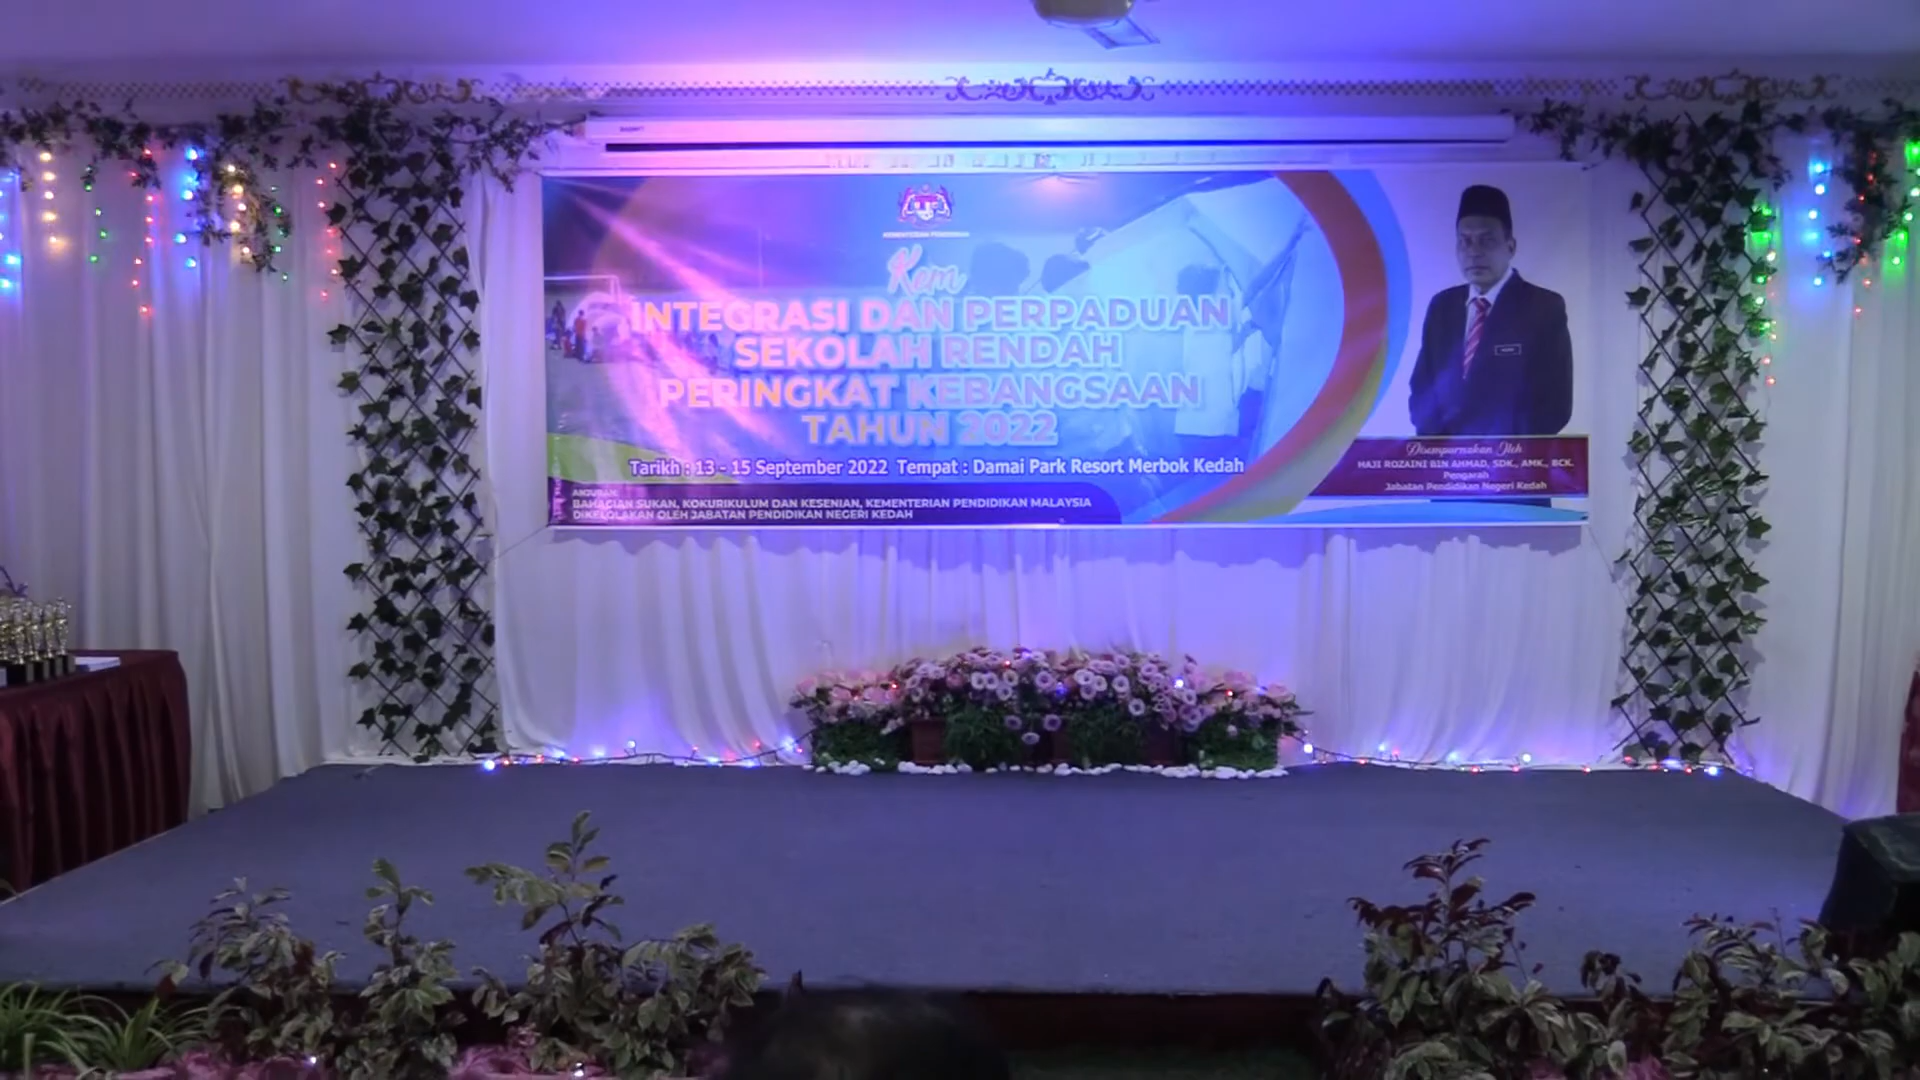 KEMENTERIAN PENDIDIKAN
Kem
INTEGRASI DAN PERPADUAN
SEKOLAH RENDAH
PERINGKAT KEBANGSAAN
TAHUN 2022
Tarikh : 13 - 15 September 2022 Tempat : Damai Park Resort Merbok Kedah
ANJURAN:
BAHAGIAN SUKAN, KOKURIKULUM DAN KESENIAN, KEMENTERIAN PENDIDIKAN MALAYSIA
DIKELOLAKAN OLEH JABATAN PENDIDIKAN NEGERI KEDAH
Disempurnakan Oleh
HAJI ROZAINI BIN AHMAD, SDK., AMK., BCK.
Pengarah
Jabatan Pendidikan Negeri Kedah